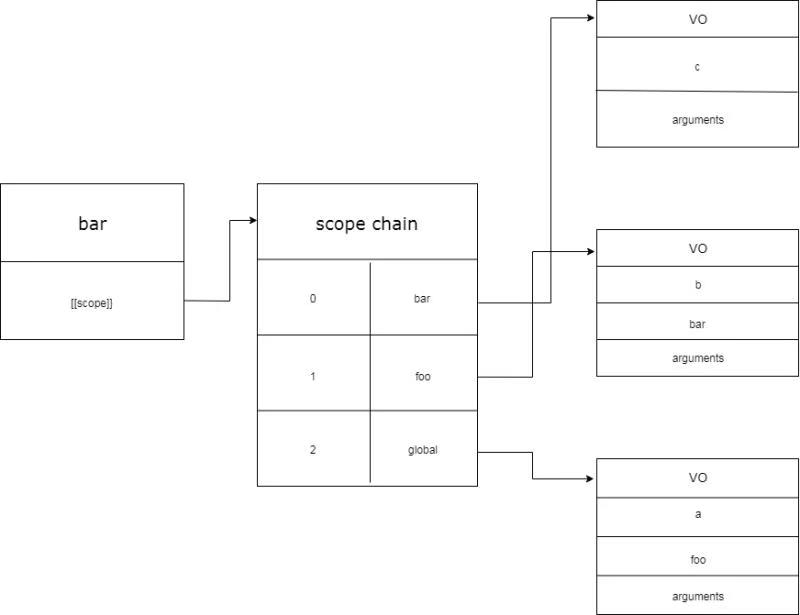 VO
c
arguments
bar
[[scope]]
scope chain
0 bar
1 foo
2 global
VO
b
bar
arguments
VO
a
foo
arguments